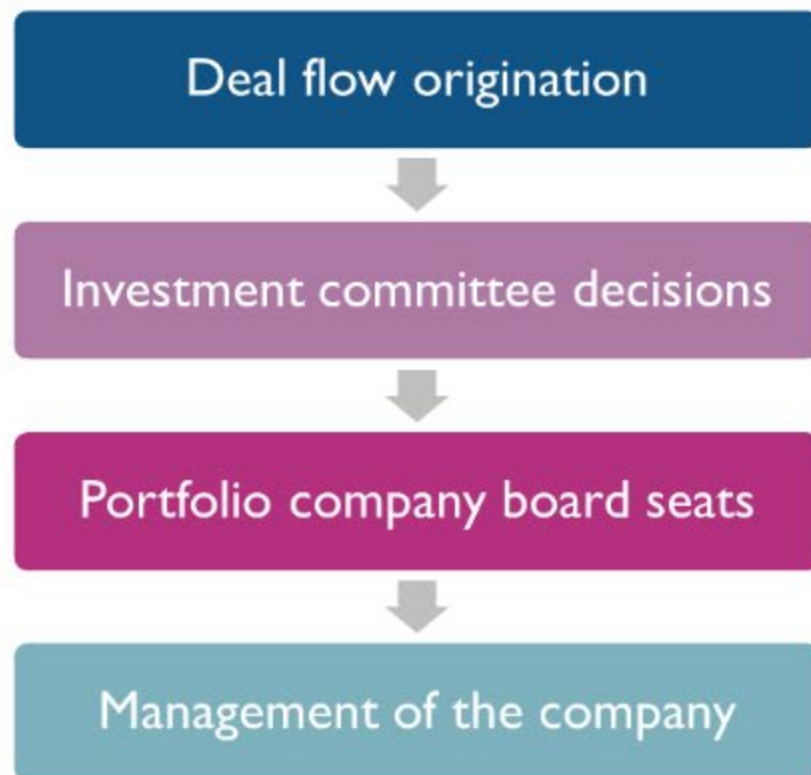 Deal flow origination
Investment committee decisions
Portfolio company board seats
Management of the company